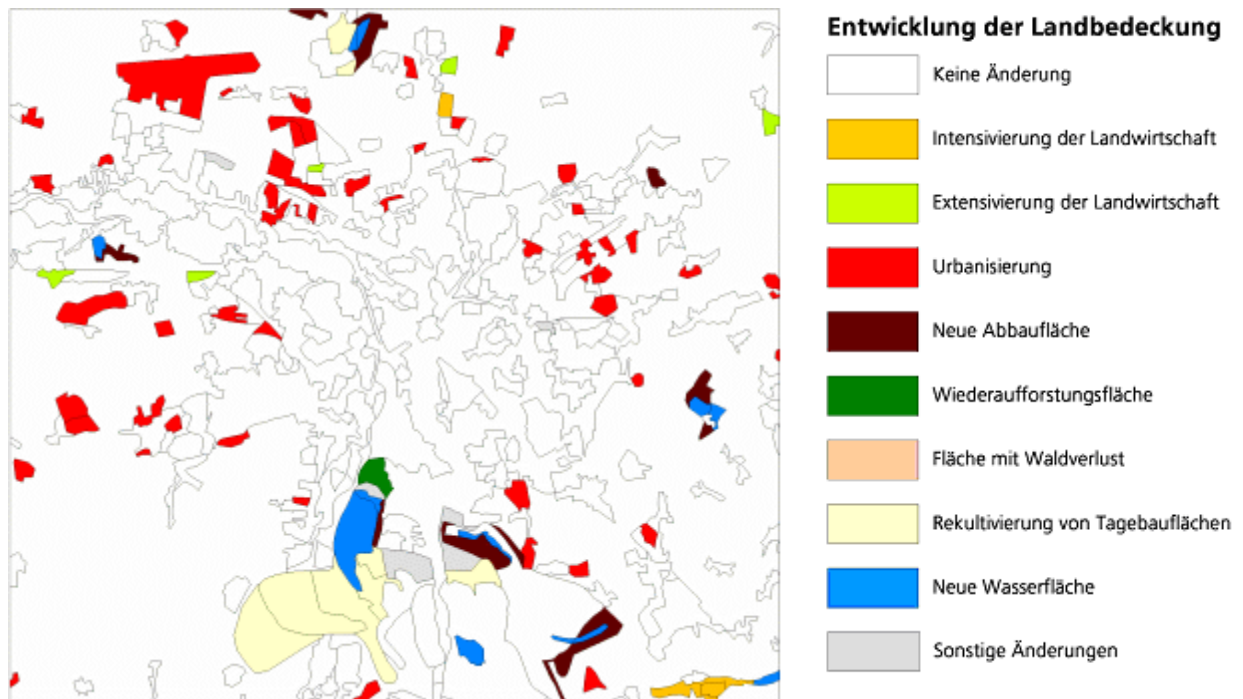 Entwicklung der Landbedeckung
Keine Änderung
Intensivierung der Landwirtschaft
Extensivierung der Landwirtschaft
Urbanisierung
Neue Abbaufläche
Wiederaufforstungsfläche
Fläche mit Waldverlust
Rekultivierung von Tagebauflächen
Neue Wasserfläche
Sonstige Änderungen